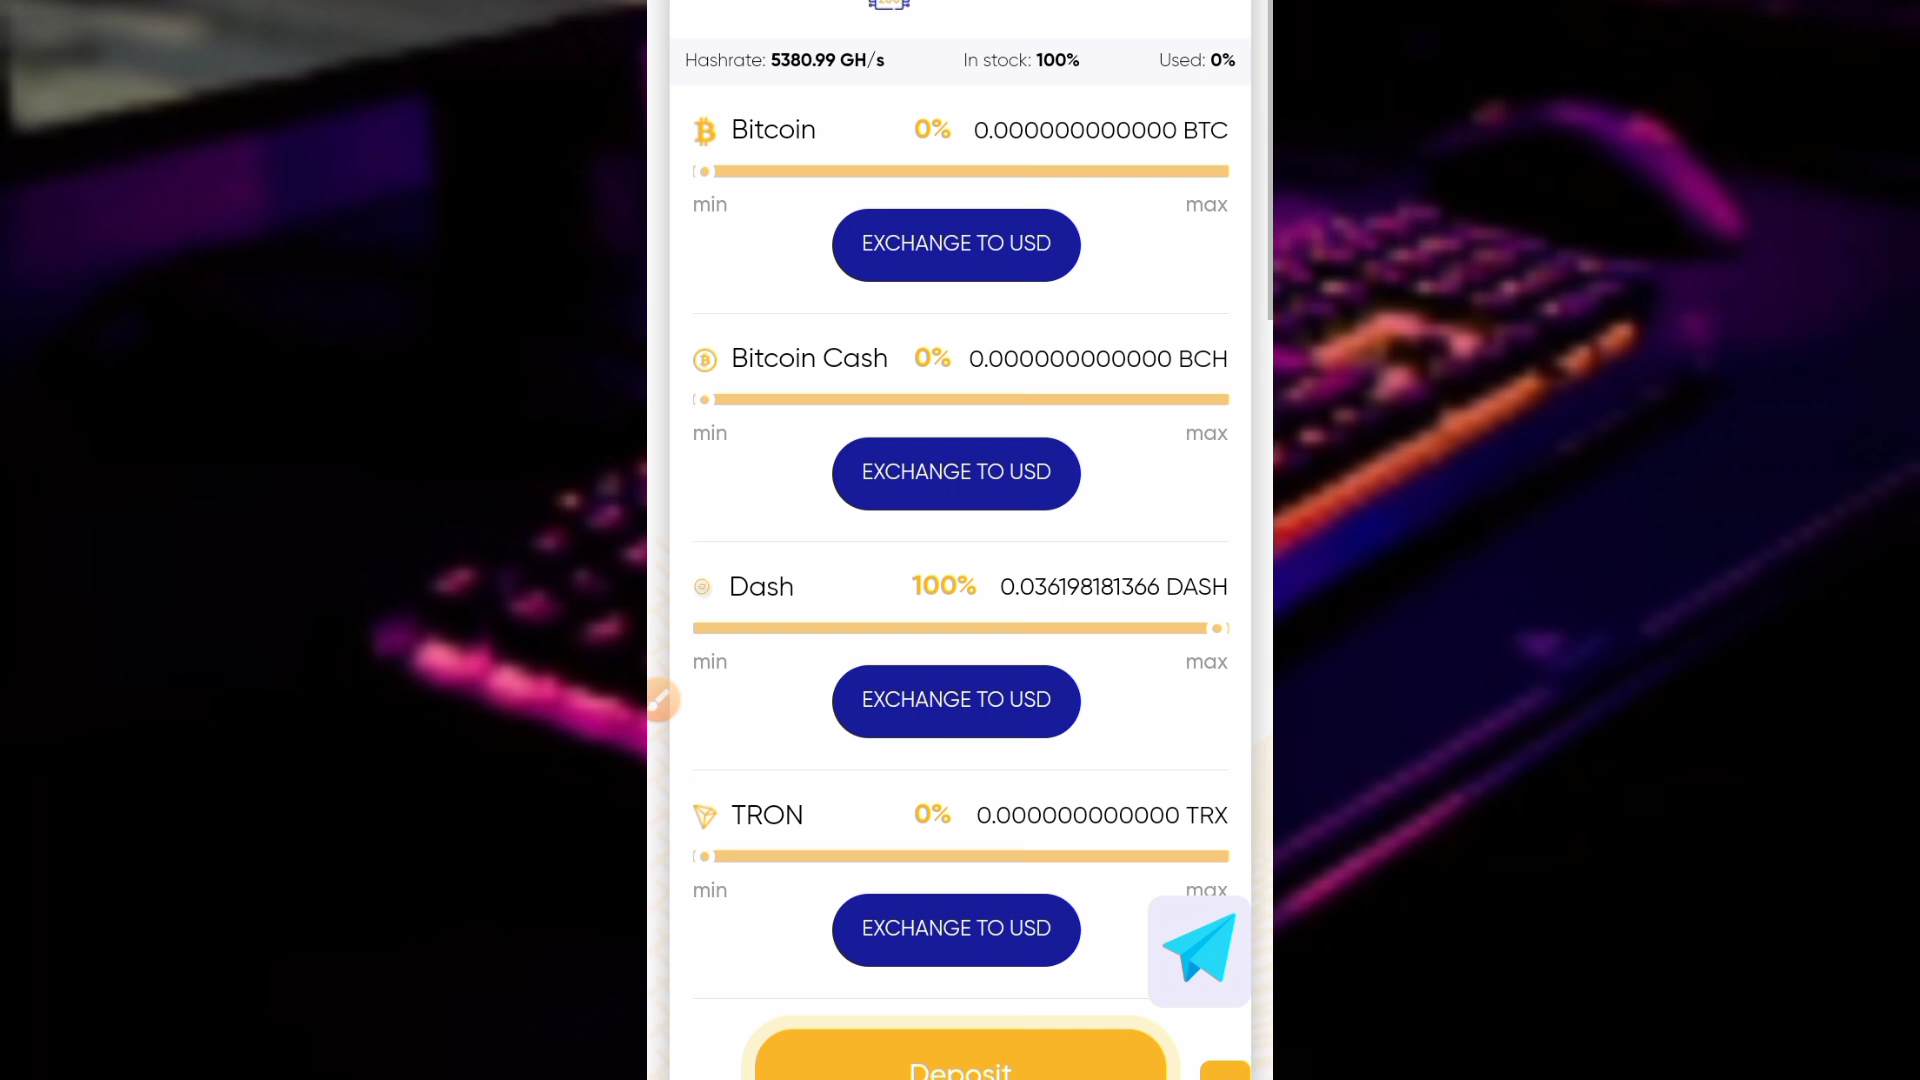 Hashrate: 5380.99 GH/s In stock: 100% Used: 0%
Bitcoin 0% 0.000000000000 BTC
min max
EXCHANGE TO USD
Bitcoin Cash 0% 0.000000000000 BCH
min max
EXCHANGE TO USD
Dash 100% 0.036198181366 DASH
min max
EXCHANGE TO USD
TRON 0% 0.000000000000 TRX
min max
EXCHANGE TO USD
Deposit